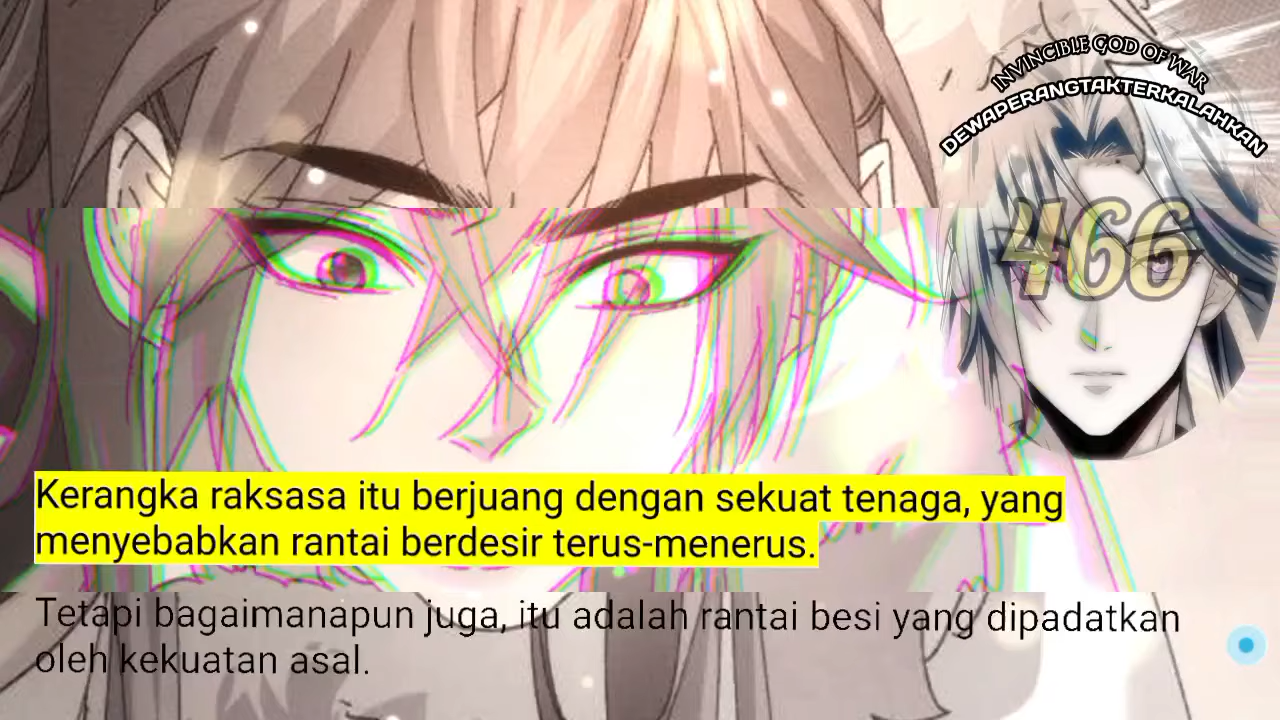 INVINCIBLE GOD OF WAR
DEWAPERANGTAKTERKALAHKAN
466
Kerangka raksasa itu berjuang dengan sekuat tenaga, yang
menyebabkan rantai berdesir terus-menerus.
Tetapi bagaimanapun juga, itu adalah rantai besi yang dipadatkan
oleh kekuatan asal.